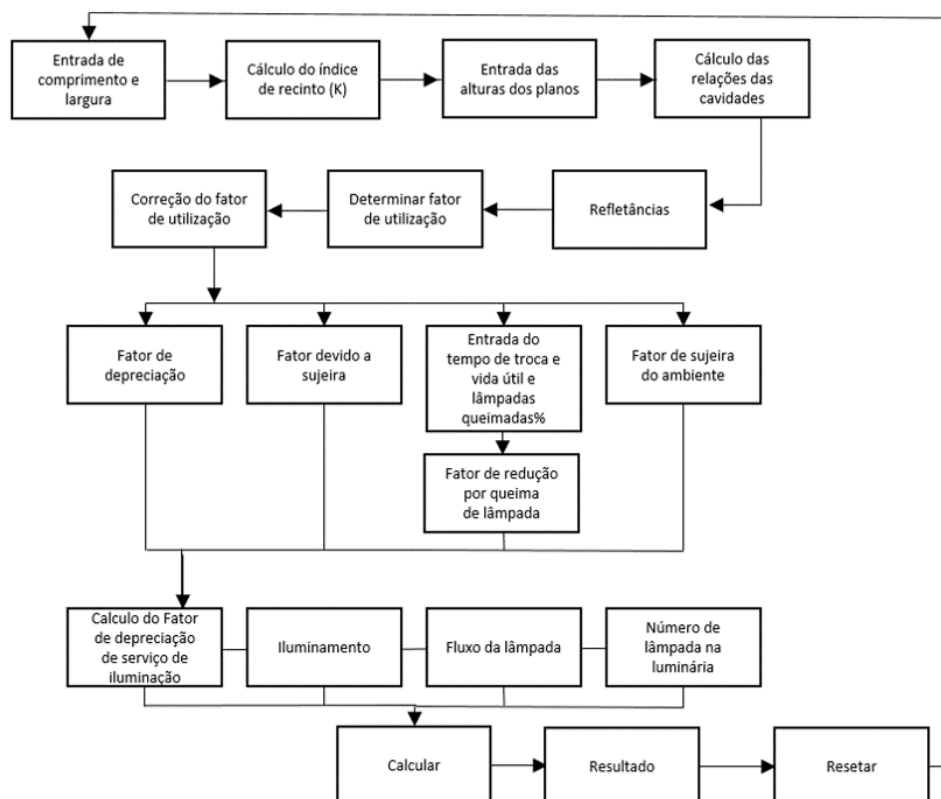 Entrada de
comprimento e
largura
Cálculo do índice
de recinto (K)
Entrada das
alturas dos planos
Cálculo das
relações das
cavidades
Correção do fator
de utilização
Determinar fator
de utilização
Refletâncias
Fator de
depreciação
Fator devido a
sujeira
Entrada do
tempo de troca e
vida útil e
lâmpadas
queimadas%
Fator de sujeira
do ambiente
Fator de redução
por queima
de lâmpada
Calculo do Fator
de depreciação
de serviço de
iluminação
Iluminamento
Fluxo da lâmpada
Número de
lâmpada na
luminária
Calcular
Resultado
Resetar